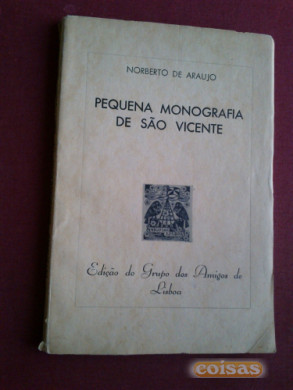 NORBERTO DE ARAUJO
PEQUENA MONOGRAFIA
DE SÃO VICENTE
Edição do Grupo dos Amigos de
Lisboa
coisas